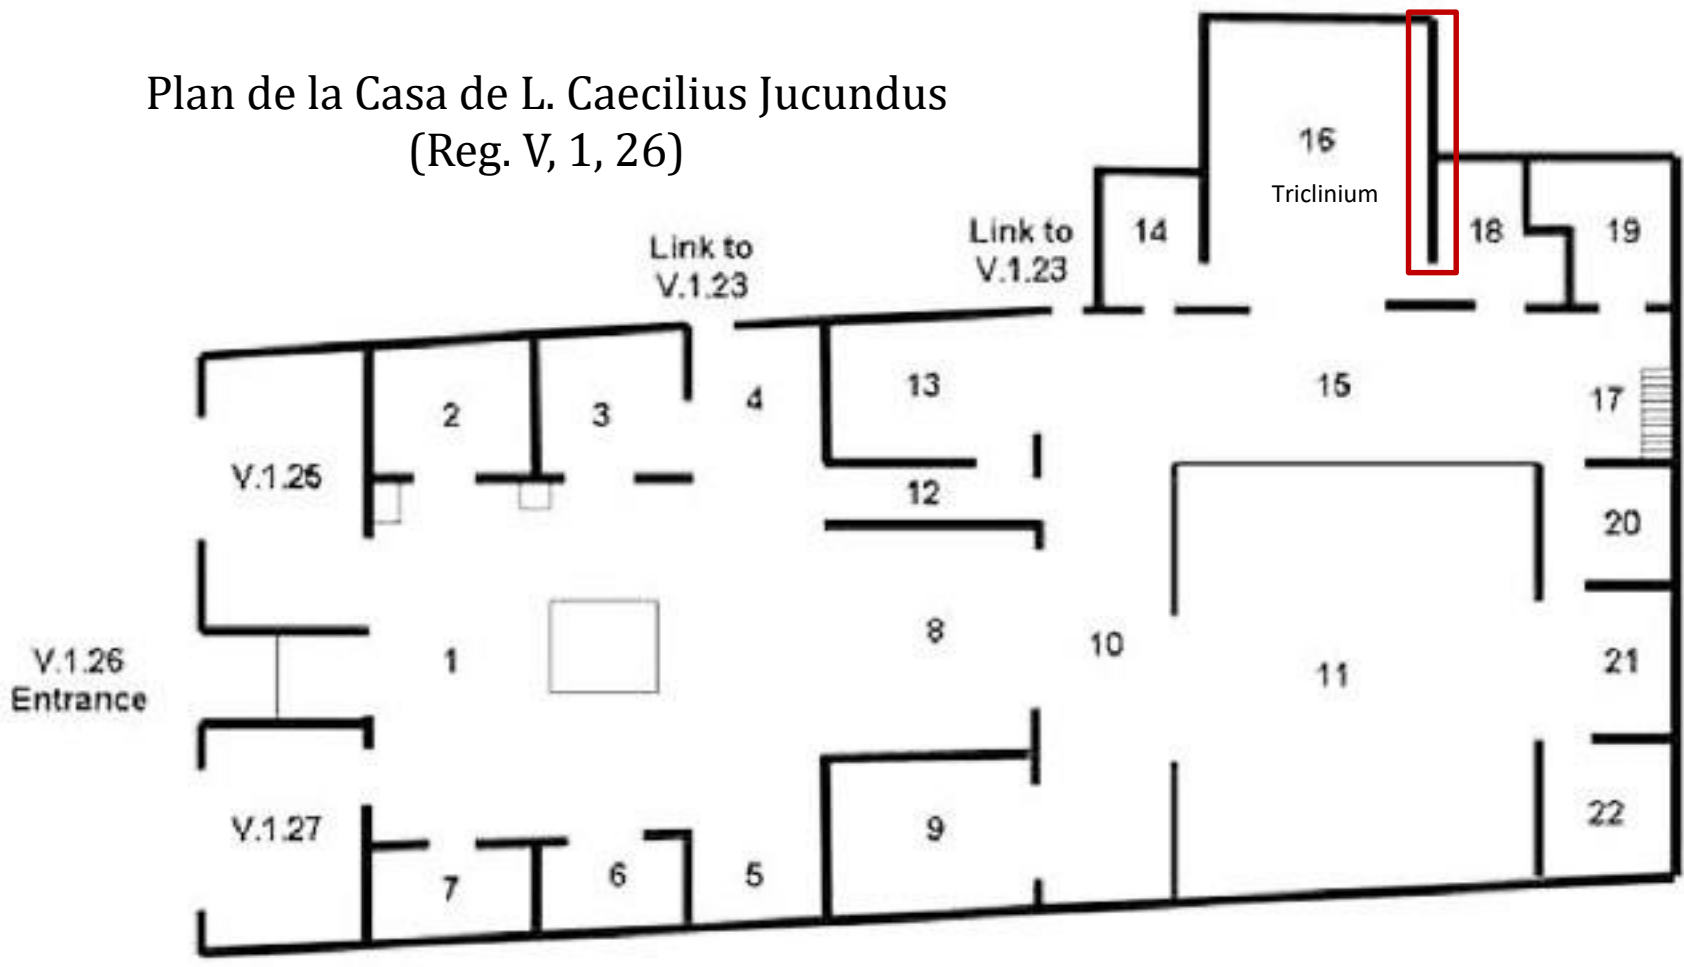 Plan de la Casa de L. Caecilius Jucundus
(Reg. V, 1, 26)
16
Triclinium
14
18
19
Link to
V.1.23
Link to
V.1.23
2
3
4
13
15
17
V.1.25
12
20
1
8
10
11
21
V.1.26
Entrance
V.1.27
7
6
5
9
22